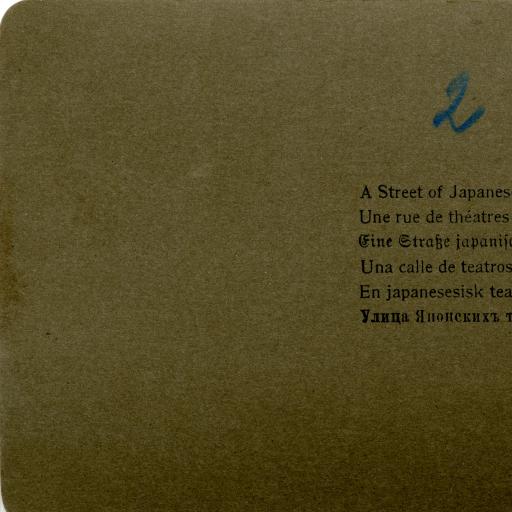 2
A Street of Japanes
Une rue de théatres
Eine Straße japanisc
Una calle de teatros
En japanesesisk tea
Улица Японскихъ т